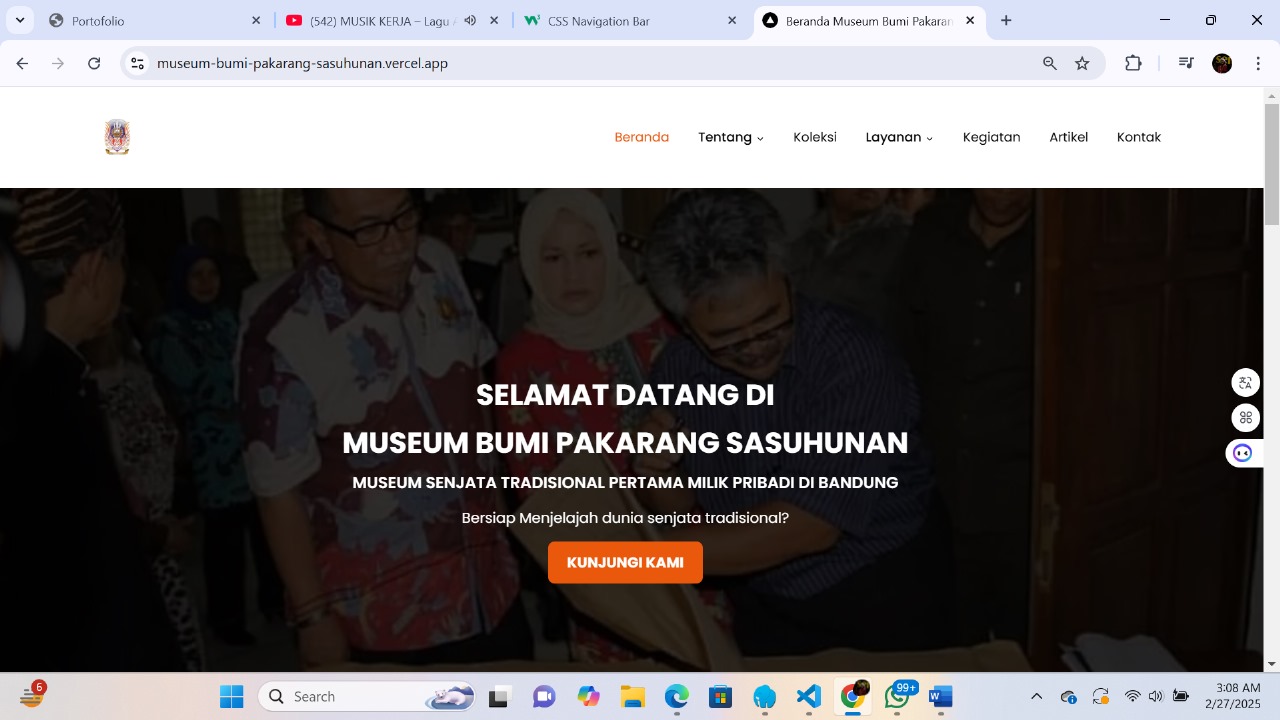 Portofolio
(542) MUSIK KERJA – Lagu
CSS Navigation Bar
Beranda Museum Bumi Pakaran
museum-bumi-pakarang-sasuhunan.vercel.app
Beranda
Tentang
Koleksi
Layanan
Kegiatan
Artikel
Kontak
SELAMAT DATANG DI
MUSEUM BUMI PAKARANG SASUHUNAN
MUSEUM SENJATA TRADISIONAL PERTAMA MILIK PRIBADI DI BANDUNG
Bersiap Menjelajah dunia senjata tradisional?
KUNJUNGI KAMI
6
Search
99+
3:08 AM
2/27/2025